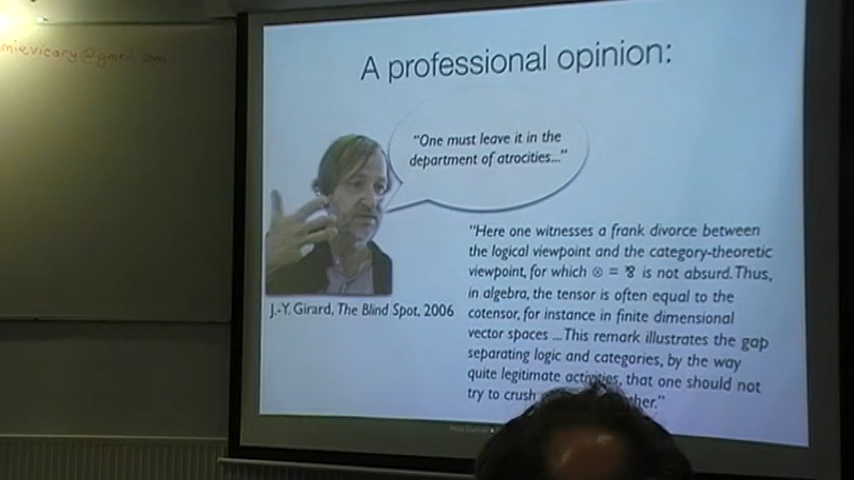 mievicary@gmail.com
A professional opinion:
"One must leave it in the
department of atrocities..."
"Here one witnesses a frank divorce between
the logical viewpoint and the category-theoretic
viewpoint, for which ⊗ = ⅋ is not absurd. Thus,
in algebra, the tensor is often equal to the
cotensor, for instance in finite dimensional
vector spaces ... This remark illustrates the gap
separating logic and categories, by the way
quite legitimate activities, that one should not
try to crush
J.-Y. Girard, The Blind Spot, 2006